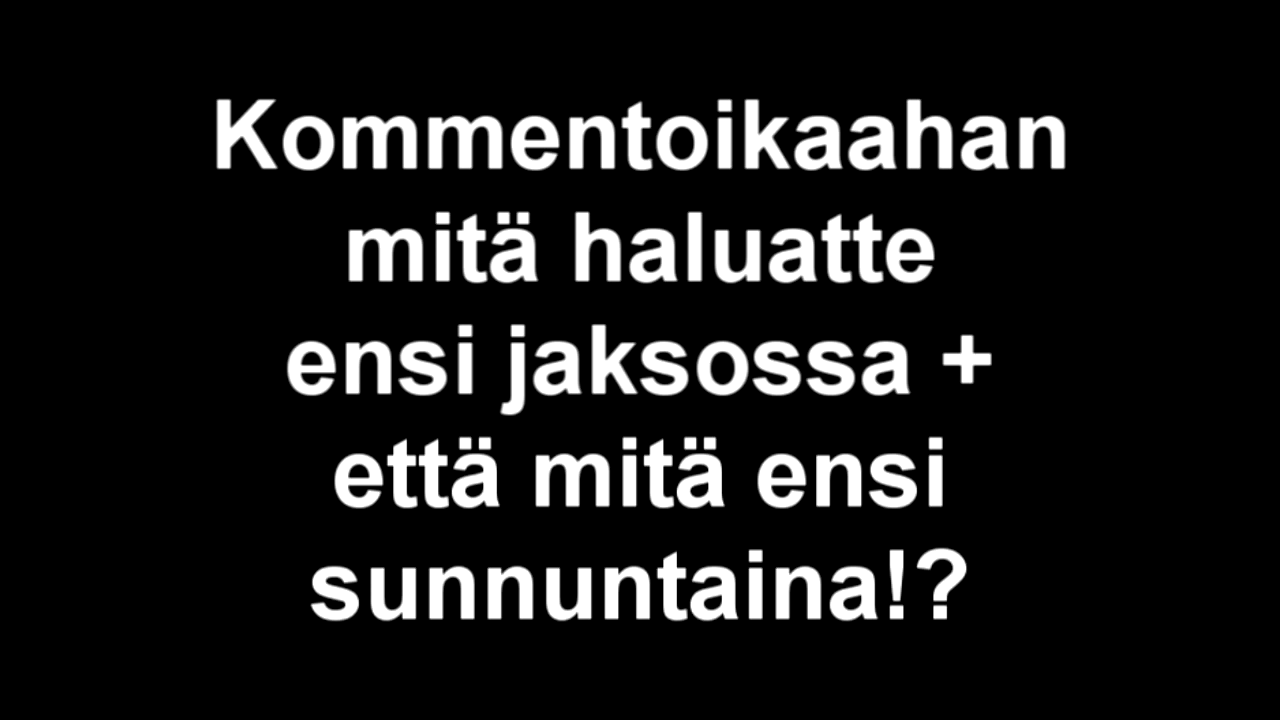 Kommentoikaahan
mitä haluatte
ensi jaksossa +
että mitä ensi
sunnuntaina!?